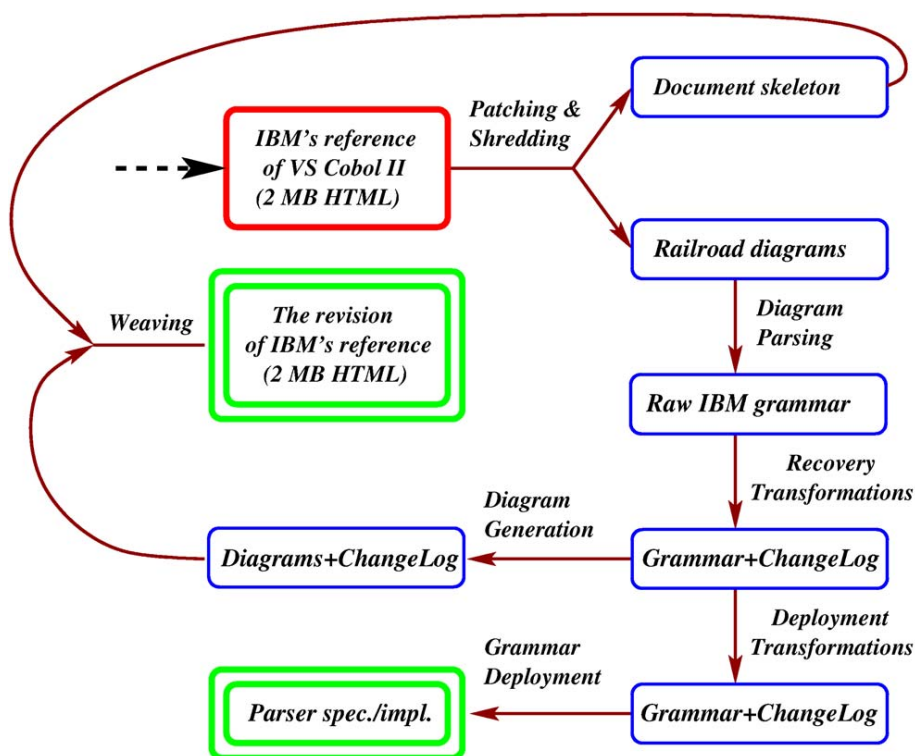 Document skeleton
Patching &
Shredding
IBM's reference
of VS Cobol II
(2 MB HTML)
Railroad diagrams
Weaving
The revision
of IBM's reference
(2 MB HTML)
Diagram
Parsing
Raw IBM grammar
Recovery
Transformations
Diagram
Generation
Diagrams+ChangeLog
Grammar+ChangeLog
Deployment
Transformations
Grammar
Deployment
Parser spec./impl.
Grammar+ChangeLog